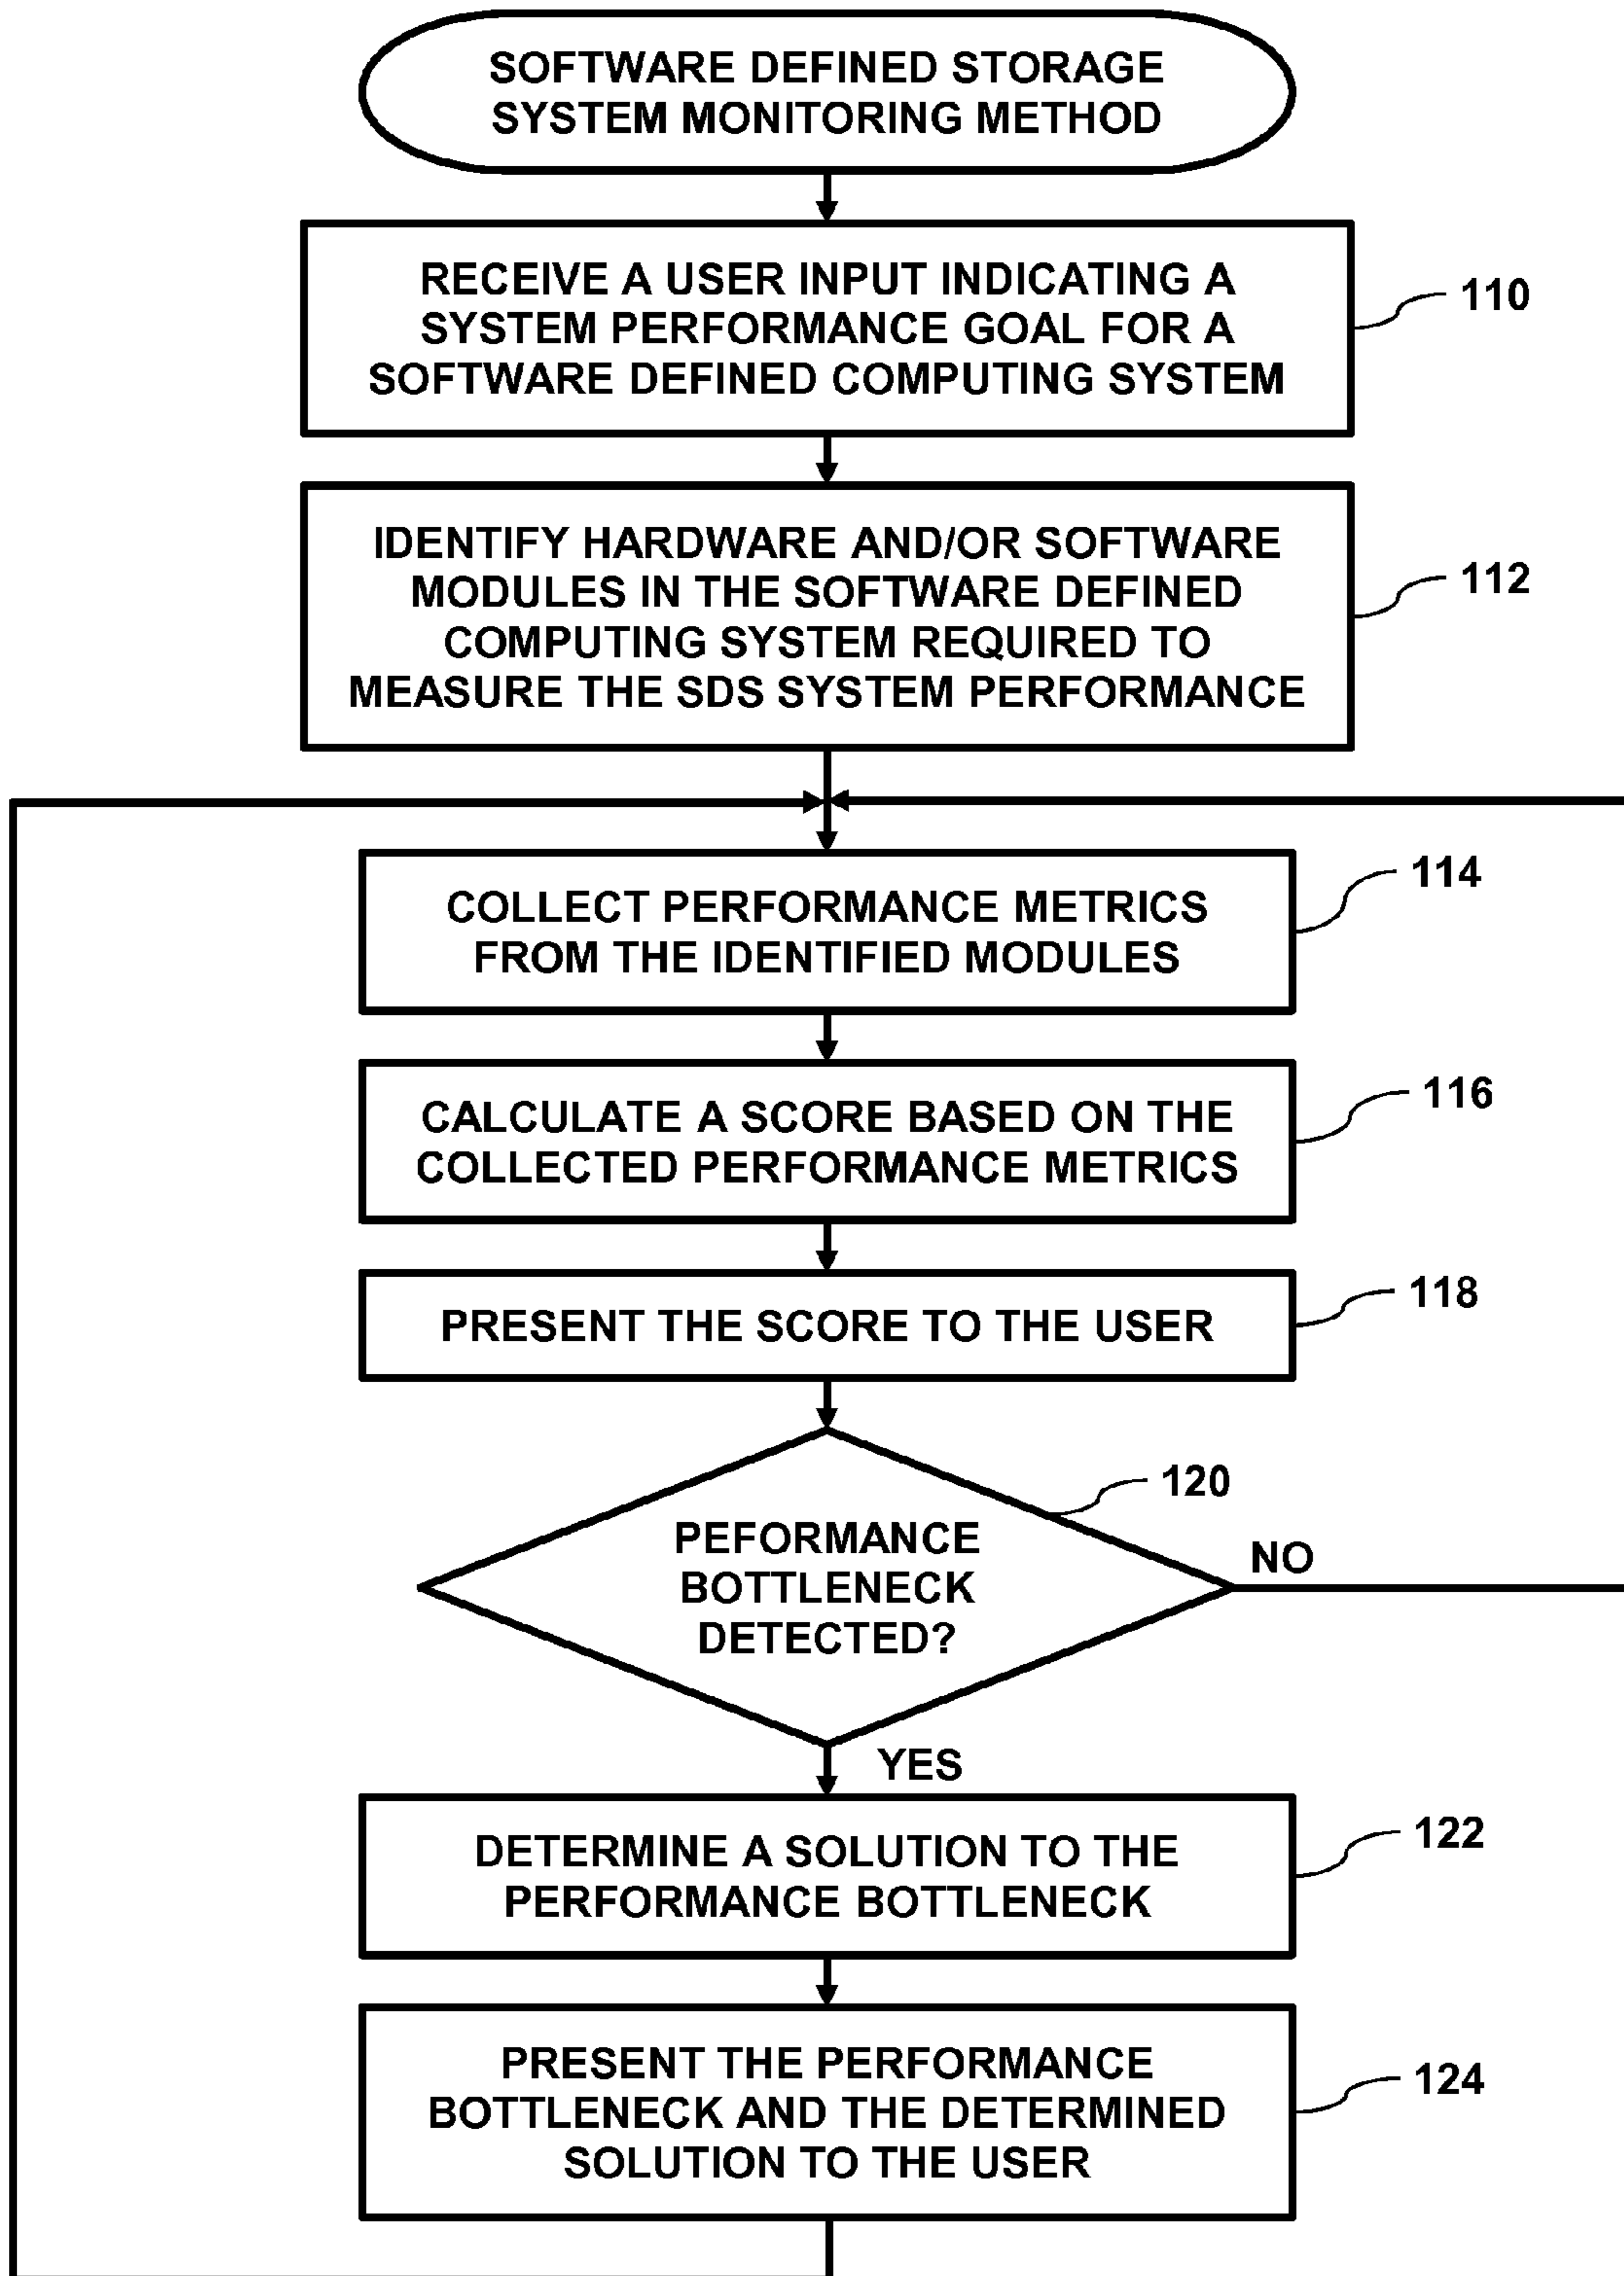 SOFTWARE DEFINED STORAGE
SYSTEM MONITORING METHOD
RECEIVE A USER INPUT INDICATING A
SYSTEM PERFORMANCE GOAL FOR A
SOFTWARE DEFINED COMPUTING SYSTEM
110
IDENTIFY HARDWARE AND/OR SOFTWARE
MODULES IN THE SOFTWARE DEFINED
COMPUTING SYSTEM REQUIRED TO
MEASURE THE SDS SYSTEM PERFORMANCE
112
COLLECT PERFORMANCE METRICS
FROM THE IDENTIFIED MODULES
114
CALCULATE A SCORE BASED ON THE
COLLECTED PERFORMANCE METRICS
116
PRESENT THE SCORE TO THE USER
118
PEFORMANCE
BOTTLENECK
DETECTED?
120
NO
YES
DETERMINE A SOLUTION TO THE
PERFORMANCE BOTTLENECK
122
PRESENT THE PERFORMANCE
BOTTLENECK AND THE DETERMINED
SOLUTION TO THE USER
124